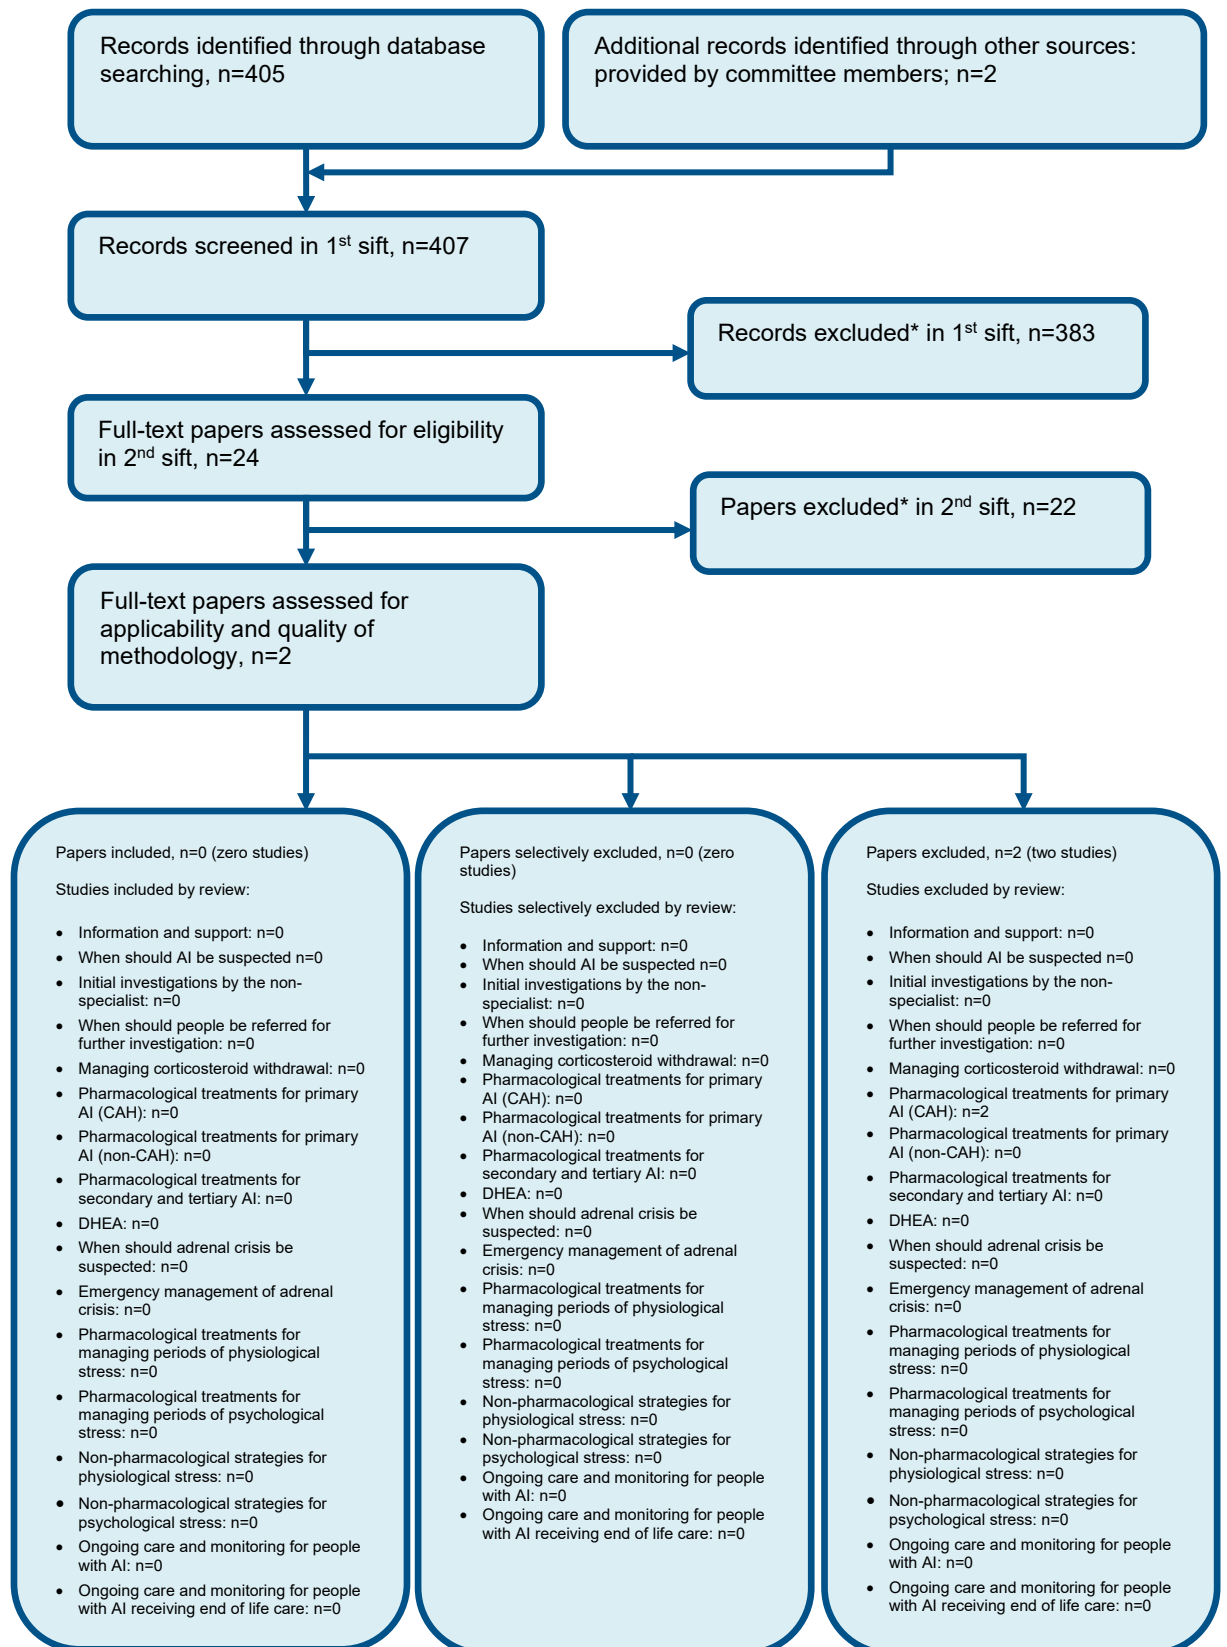 Records identified through database
searching, n=405
Additional records identified through other sources:
provided by committee members; n=2
Records screened in 1st sift, n=407
Records excluded* in 1st sift, n=383
Full-text papers assessed for eligibility
in 2nd sift, n=24
Papers excluded* in 2nd sift, n=22
Full-text papers assessed for
applicability and quality of
methodology, n=2
Papers included, n=0 (zero studies)
Studies included by review:
• Information and support: n=0
• When should AI be suspected n=0
• Initial investigations by the non-
specialist: n=0
• When should people be referred for
further investigation: n=0
• Managing corticosteroid withdrawal: n=0
• Pharmacological treatments for primary
AI (CAH): n=0
• Pharmacological treatments for primary
AI (non-CAH): n=0
• Pharmacological treatments for
secondary and tertiary AI: n=0
• DHEA: n=0
• When should adrenal crisis be
suspected: n=0
• Emergency management of adrenal
crisis: n=0
• Pharmacological treatments for
managing periods of physiological
stress: n=0
• Pharmacological treatments for
managing periods of psychological
stress: n=0
• Non-pharmacological strategies for
physiological stress: n=0
• Non-pharmacological strategies for
psychological stress: n=0
• Ongoing care and monitoring for people
with AI: n=0
• Ongoing care and monitoring for people
with AI receiving end of life care: n=0
Papers selectively excluded, n=0 (zero
studies)
Studies selectively excluded by review:
• Information and support: n=0
• When should AI be suspected n=0
• Initial investigations by the non-
specialist: n=0
• When should people be referred for
further investigation: n=0
• Managing corticosteroid withdrawal: n=0
• Pharmacological treatments for primary
AI (CAH): n=0
• Pharmacological treatments for primary
AI (non-CAH): n=0
• Pharmacological treatments for
secondary and tertiary AI: n=0
• DHEA: n=0
• When should adrenal crisis be
suspected: n=0
• Emergency management of adrenal
crisis: n=0
• Pharmacological treatments for
managing periods of physiological
stress: n=0
• Pharmacological treatments for
managing periods of psychological
stress: n=0
• Non-pharmacological strategies for
physiological stress: n=0
• Non-pharmacological strategies for
psychological stress: n=0
• Ongoing care and monitoring for people
with AI: n=0
• Ongoing care and monitoring for people
with AI receiving end of life care: n=0
Papers excluded, n=2 (two studies)
Studies excluded by review:
• Information and support: n=0
• When should AI be suspected n=0
• Initial investigations by the non-
specialist: n=0
• When should people be referred for
further investigation: n=0
• Managing corticosteroid withdrawal: n=0
• Pharmacological treatments for primary
AI (CAH): n=2
• Pharmacological treatments for primary
AI (non-CAH): n=0
• Pharmacological treatments for
secondary and tertiary AI: n=0
• DHEA: n=0
• When should adrenal crisis be
suspected: n=0
• Emergency management of adrenal
crisis: n=0
• Pharmacological treatments for
managing periods of physiological
stress: n=0
• Pharmacological treatments for
managing periods of psychological
stress: n=0
• Non-pharmacological strategies for
physiological stress: n=0
• Non-pharmacological strategies for
psychological stress: n=0
• Ongoing care and monitoring for people
with AI: n=0
• Ongoing care and monitoring for people
with AI receiving end of life care: n=0